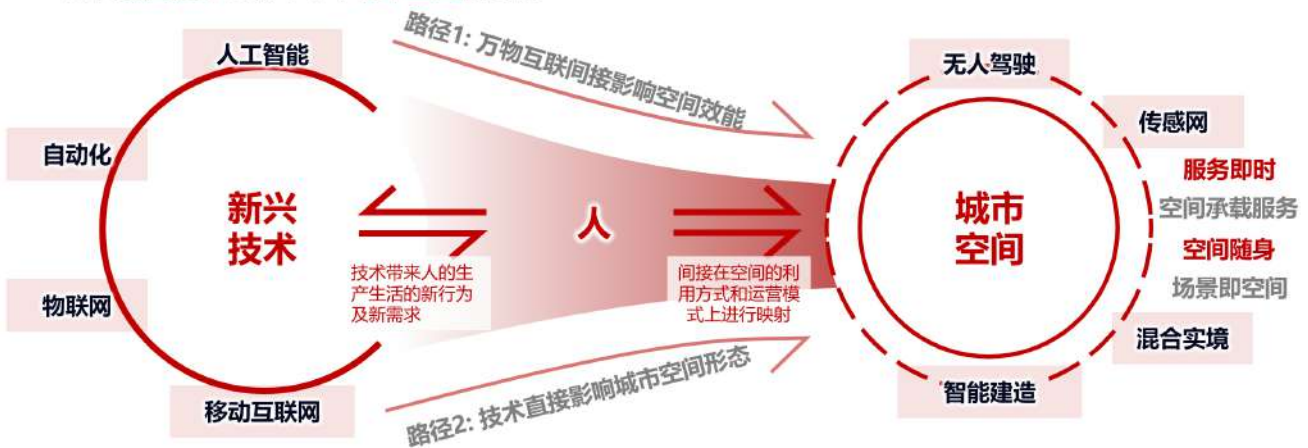 路径1: 万物互联间接影响空间效能
人工智能
自动化
新兴
技术
物联网
移动互联网
人
技术带来人的生
产生活的新行为
及新需求
间接在空间的利
用方式和运营模
式上进行映射
路径2: 技术直接影响城市空间形态
无人驾驶
传感网
服务即时
空间承载服务
城市
空间
空间随身
场景即空间
混合实境
智能建造